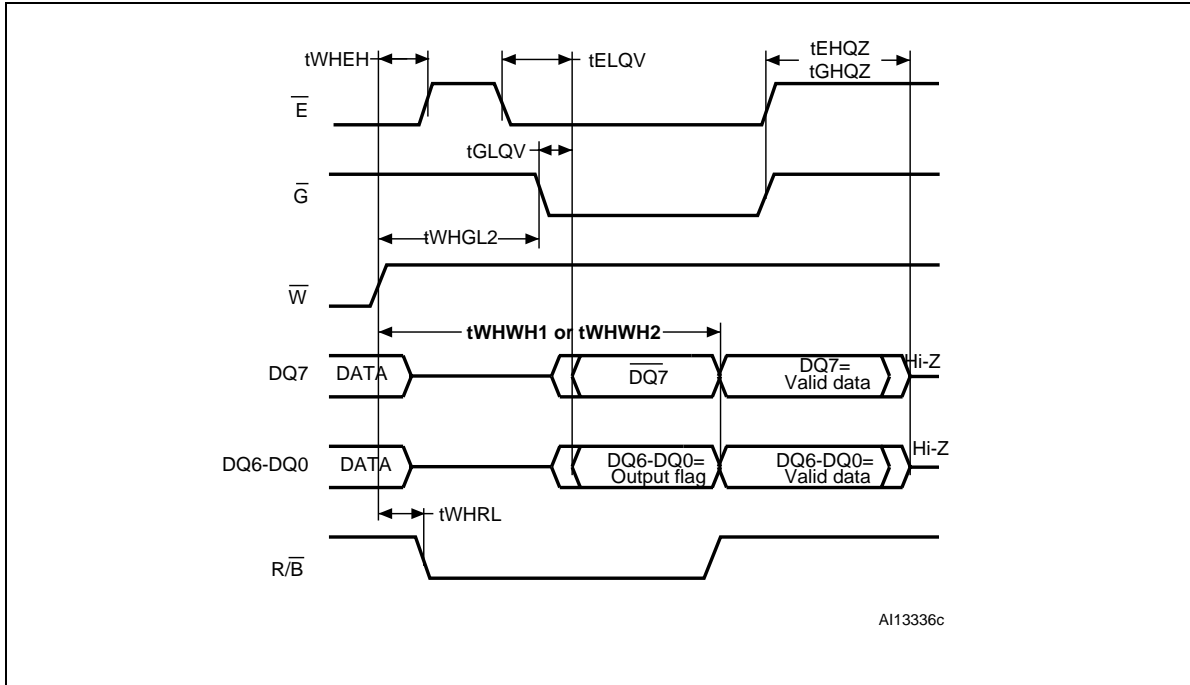 tWHEH
tELQV
tEHQZ
tGHQZ
E̅
tGLQV
G̅
tWHGL2
W̅
tWHWH1 or tWHWH2
DQ7
DATA
D̅Q̅7̅
DQ7=
Valid data
Hi-Z
DQ6-DQ0
DATA
DQ6-DQ0=
Output flag
DQ6-DQ0=
Valid data
Hi-Z
tWHRL
R/B̅
AI13336c